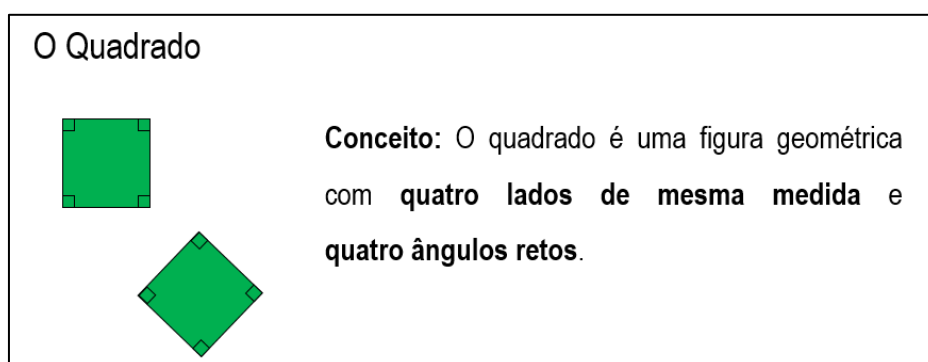 O Quadrado
Conceito: O quadrado é uma figura geométrica
com quatro lados de mesma medida e
quatro ângulos retos.